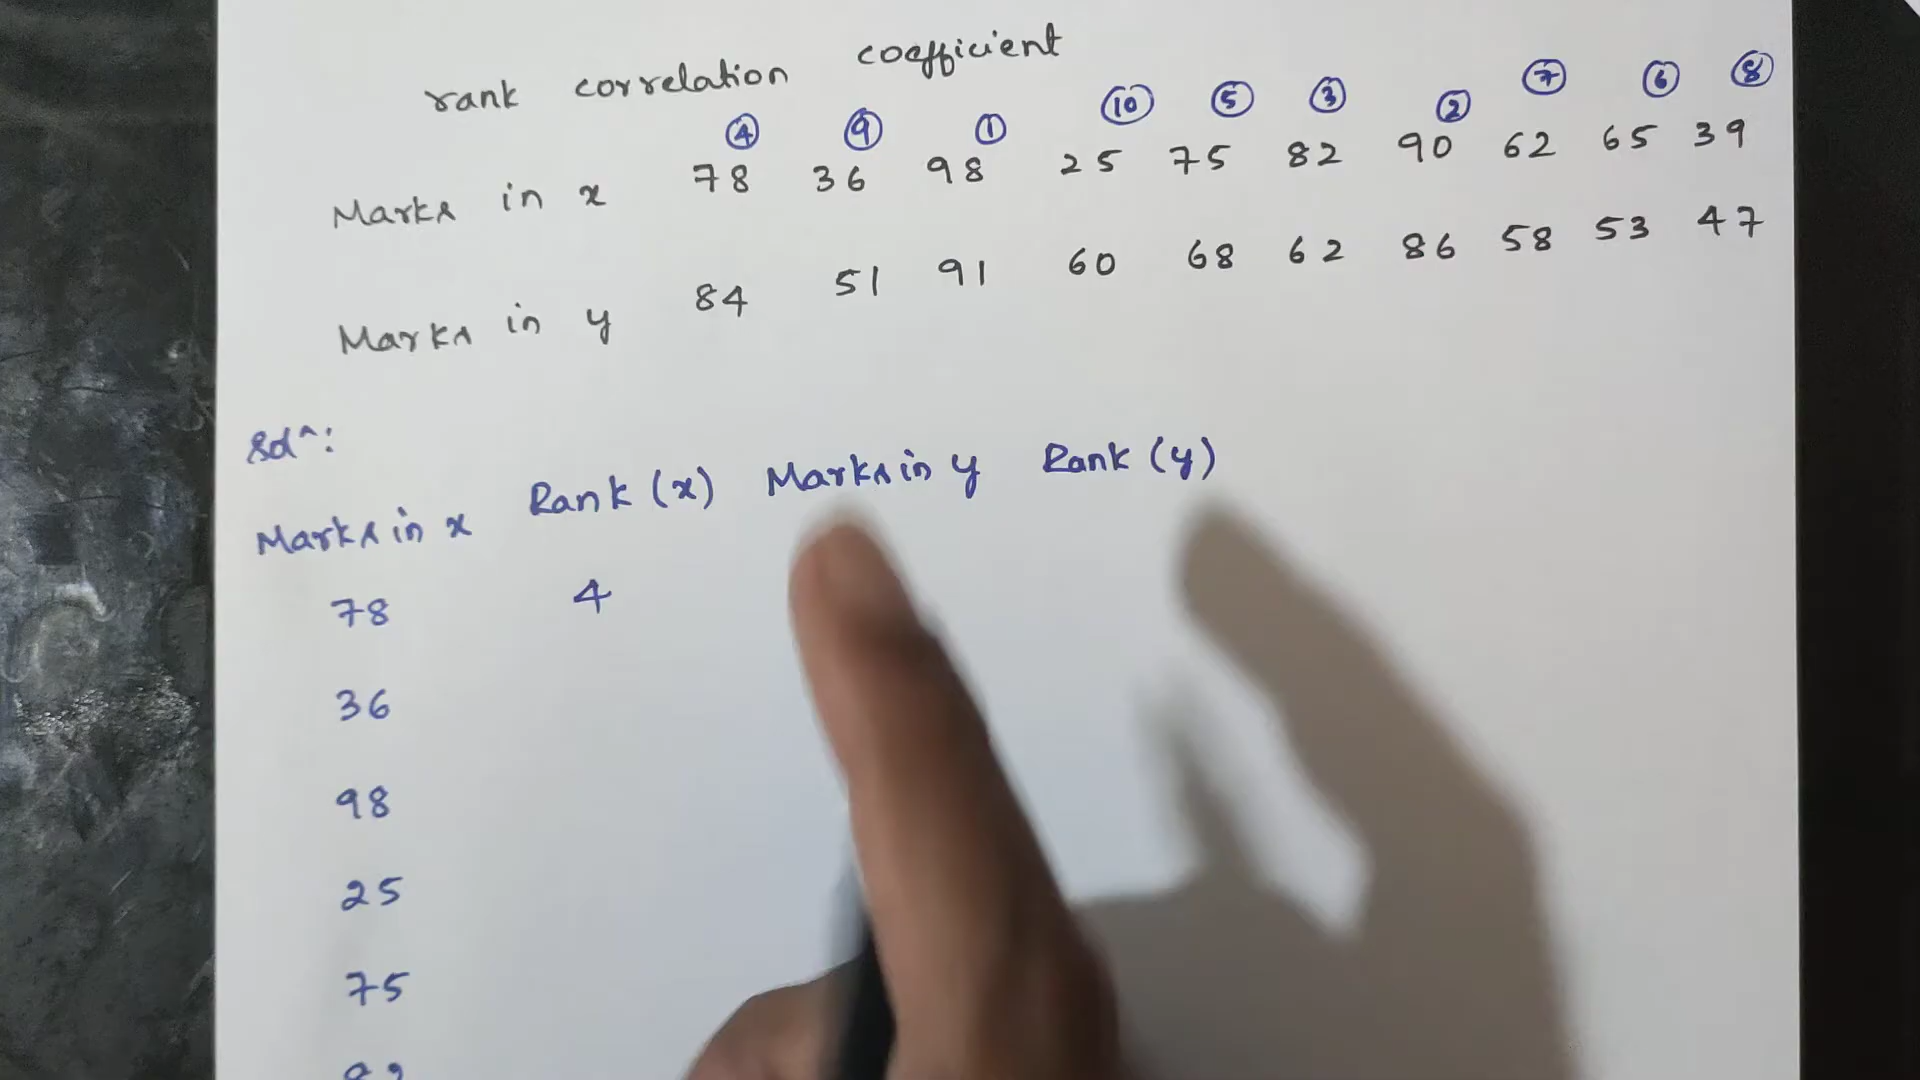 rank correlation coefficient
④ ⑨ ① ⑩ ⑤ ③ ② ⑦ ⑥ ⑧
Marks in x 78 36 98 25 75 82 90 62 65 39
Marks in y 84 51 91 60 68 62 86 58 53 47
Sol^n:
Marks in x Rank (x) Marks in y Rank (y)
78 4
36
98
25
75